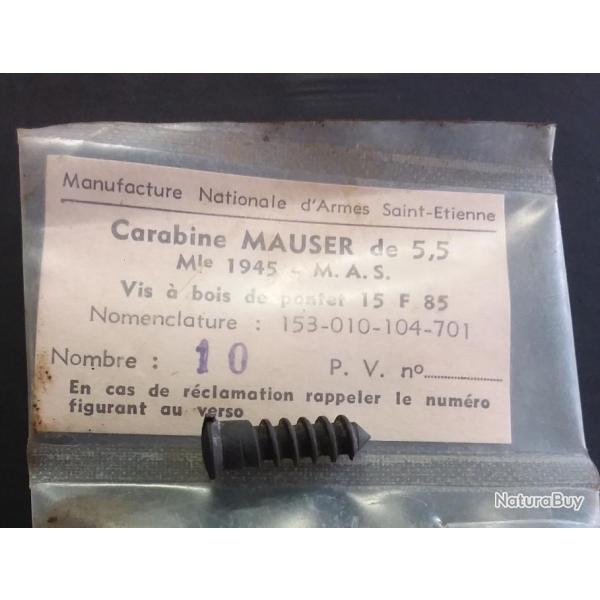 Manufacture Nationale d'Armes Saint-Etienne
Carabine MAUSER de 5,5
Mle 1945 - M. A. S.
Vis à bois de pontet 15 F 85
Nomenclature : 153-010-104-701
Nombre : 10 P. V. nº
En cas de réclamation rappeler le numéro
figurant au verso
NaturaBuy